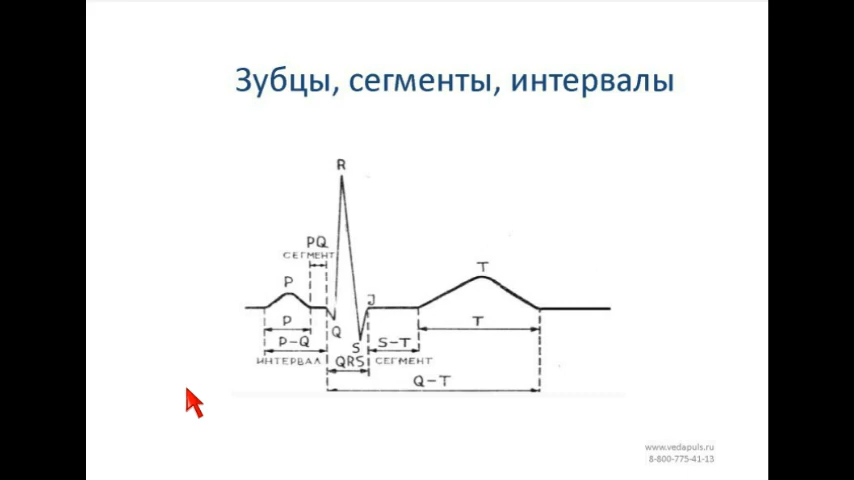 Зубцы, сегменты, интервалы
R
PQ
СЕГМЕНТ
P
J
T
P
Q
T
P-Q
S
S-T
ИНТЕРВАЛ
QRS
СЕГМЕНТ
Q-T
www.vedapuls.ru
8-800-775-41-13